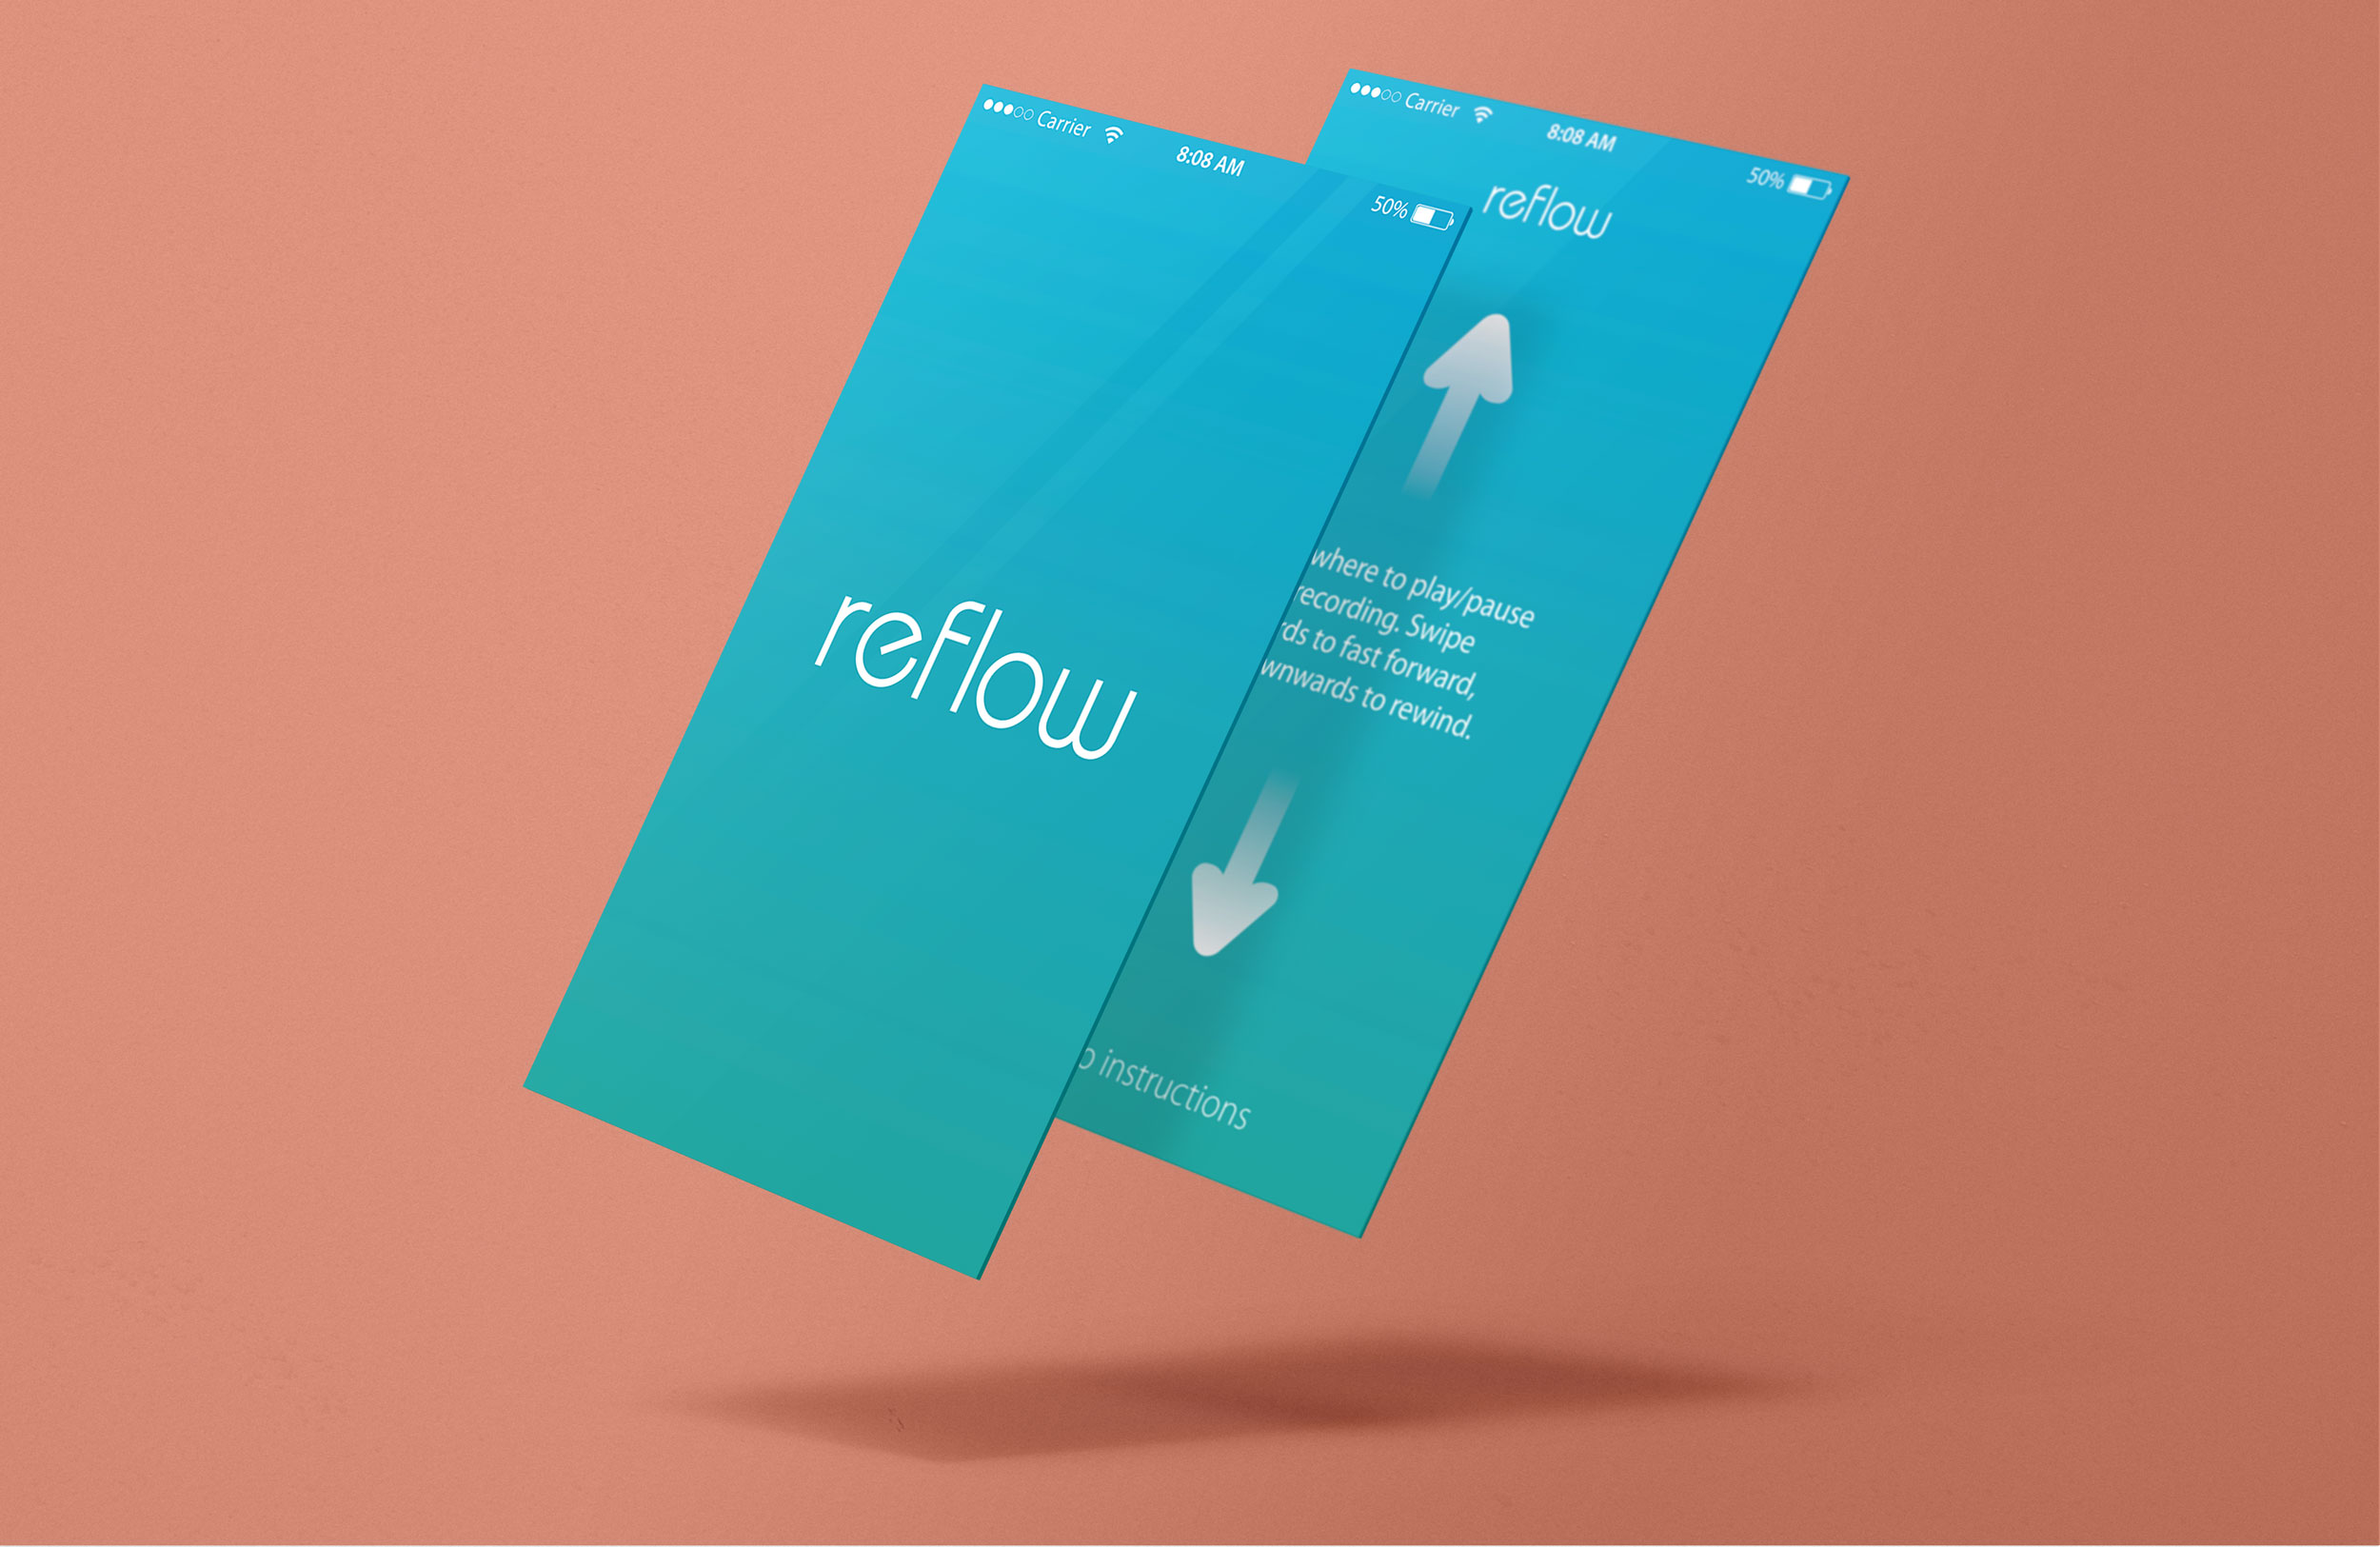 Carrier
8:08 AM
50%
reflow
Carrier
8:08 AM
50%
reflow
where to play/pause
recording. Swipe
to fast forward,
to rewind.
instructions